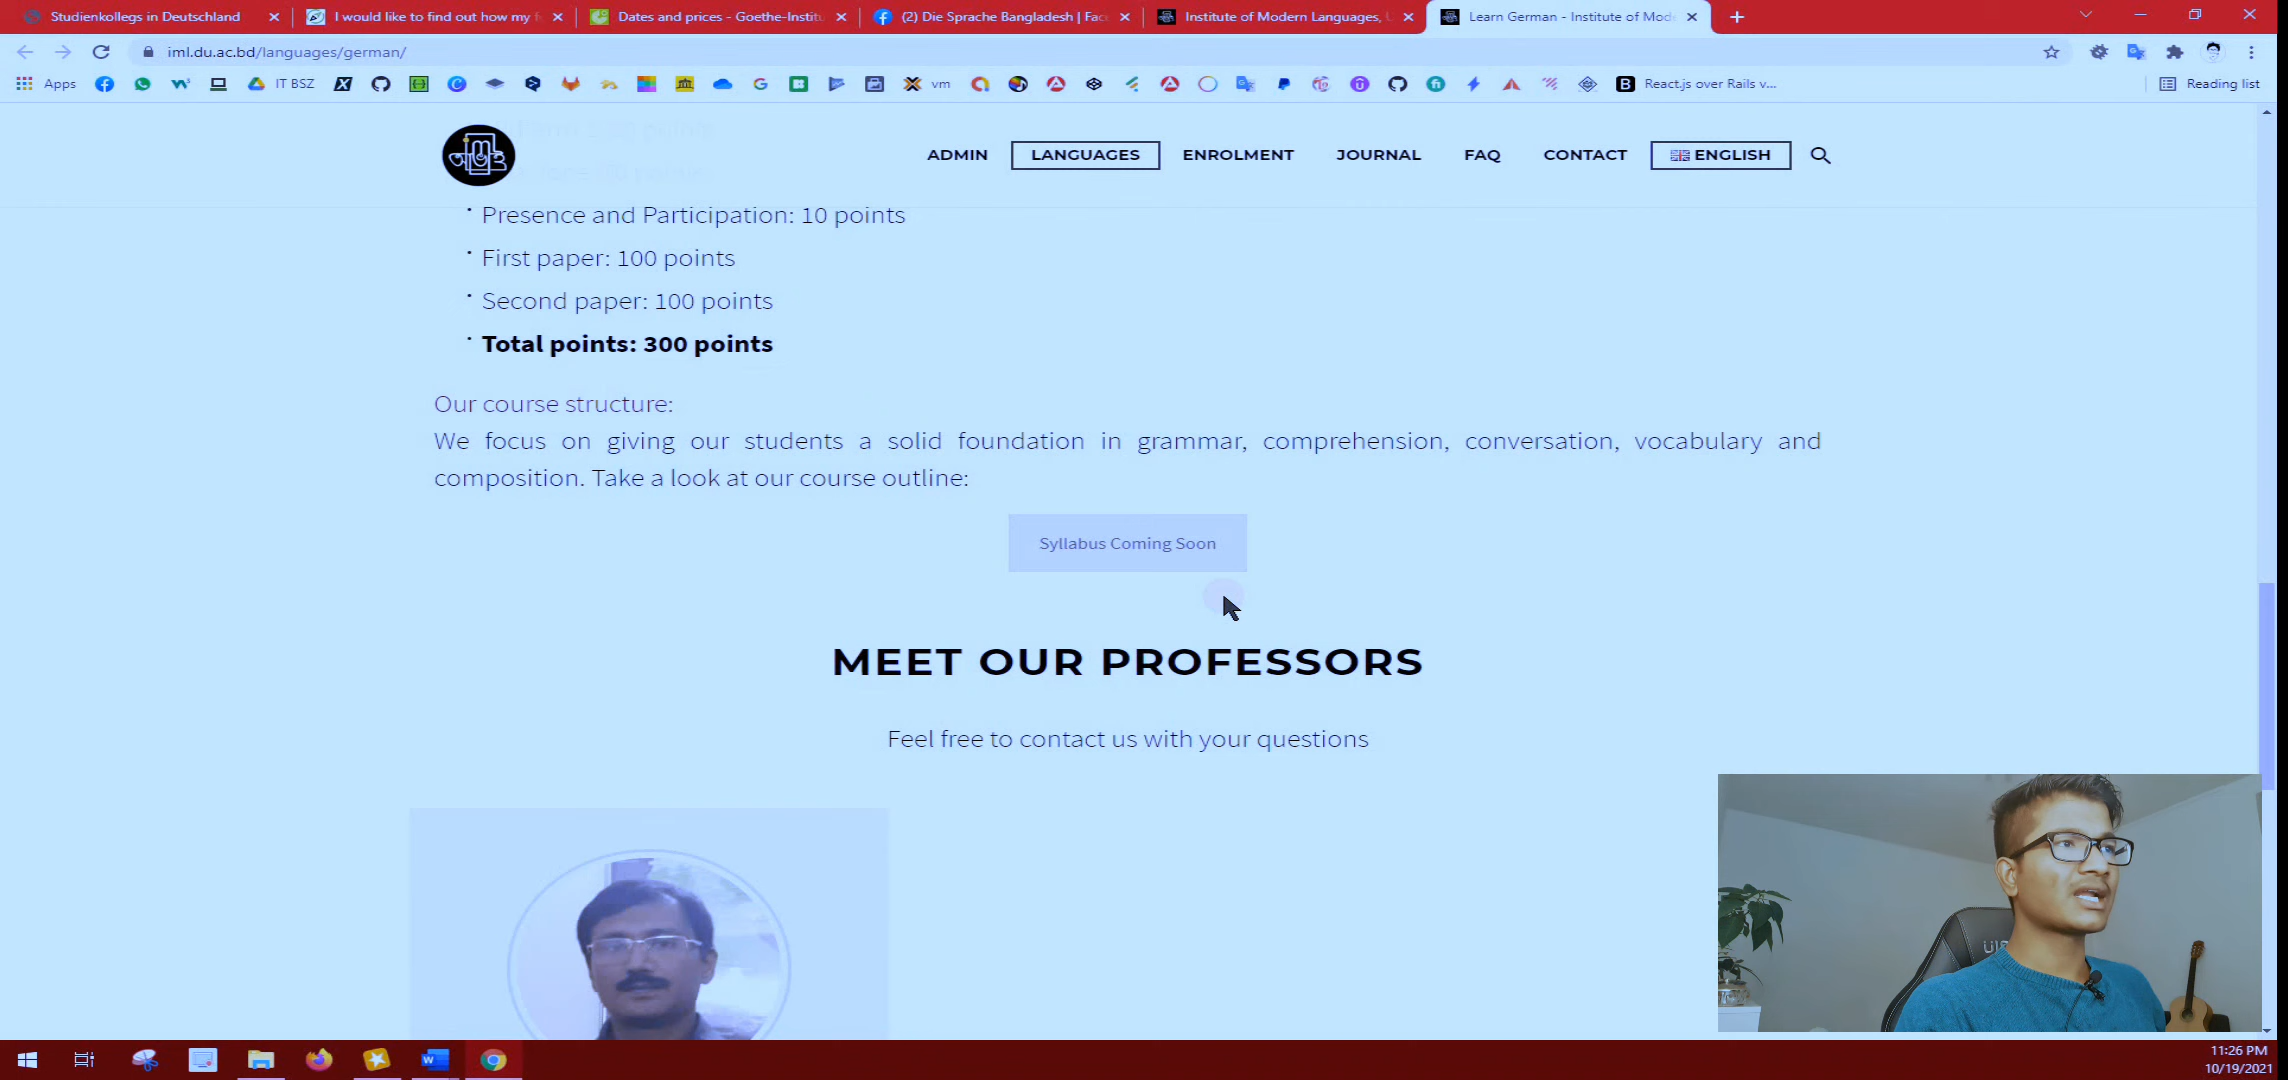 Studienkollegs in Deutschland
I would like to find out how my
Dates and prices - Goethe-Institu
(2) Die Sprache Bangladesh | Fac
Institute of Modern Languages, U
Learn German - Institute of Mod
iml.du.ac.bd/languages/german/
Apps
IT BSZ
vm
React.js over Rails v...
Reading list
ADMIN
LANGUAGES
ENROLMENT
JOURNAL
FAQ
CONTACT
ENGLISH
Presence and Participation: 10 points
First paper: 100 points
Second paper: 100 points
Total points: 300 points
Our course structure:
We focus on giving our students a solid foundation in grammar, comprehension, conversation, vocabulary and
composition. Take a look at our course outline:
Syllabus Coming Soon
MEET OUR PROFESSORS
Feel free to contact us with your questions
11:26 PM
10/19/2021